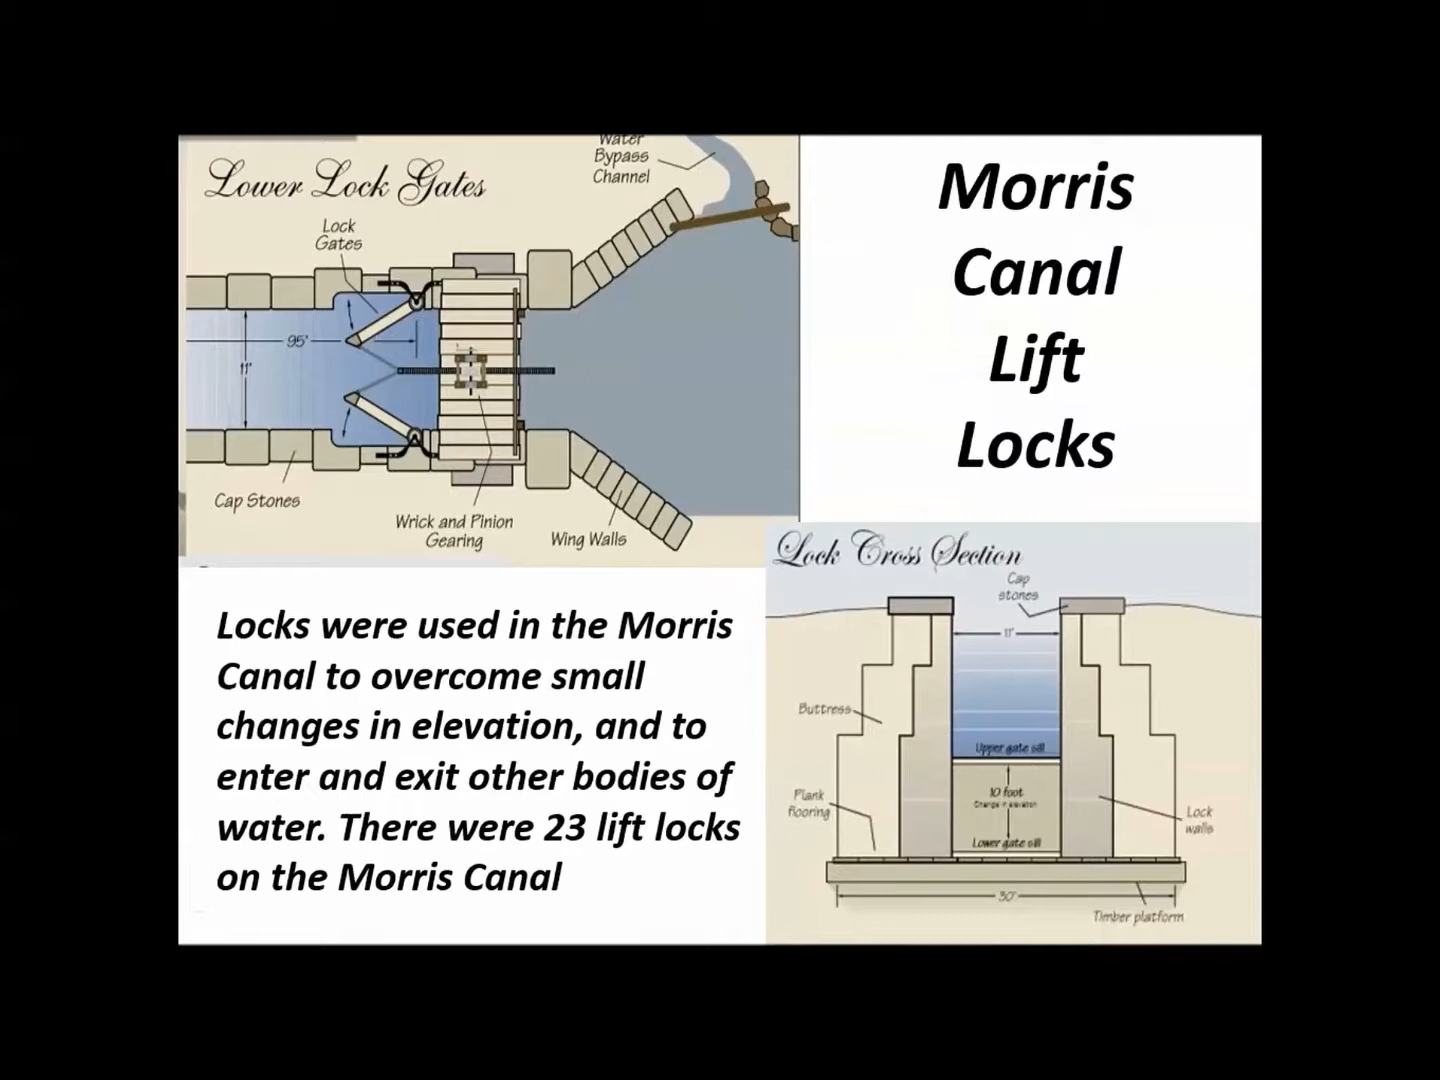 Lower Lock Gates
Water
Bypass
Channel
Lock
Gates
95'
11'
Cap Stones
Wrick and Pinion
Gearing
Wing Walls
Morris
Canal
Lift
Locks
Locks were used in the Morris
Canal to overcome small
changes in elevation, and to
enter and exit other bodies of
water. There were 23 lift locks
on the Morris Canal
Lock Cross Section
Cap
stones
11'
Buttress
Upper gate sill
10 foot
Change in elevation
Plank
flooring
Lower gate sill
Lock
walls
30'
Timber platform